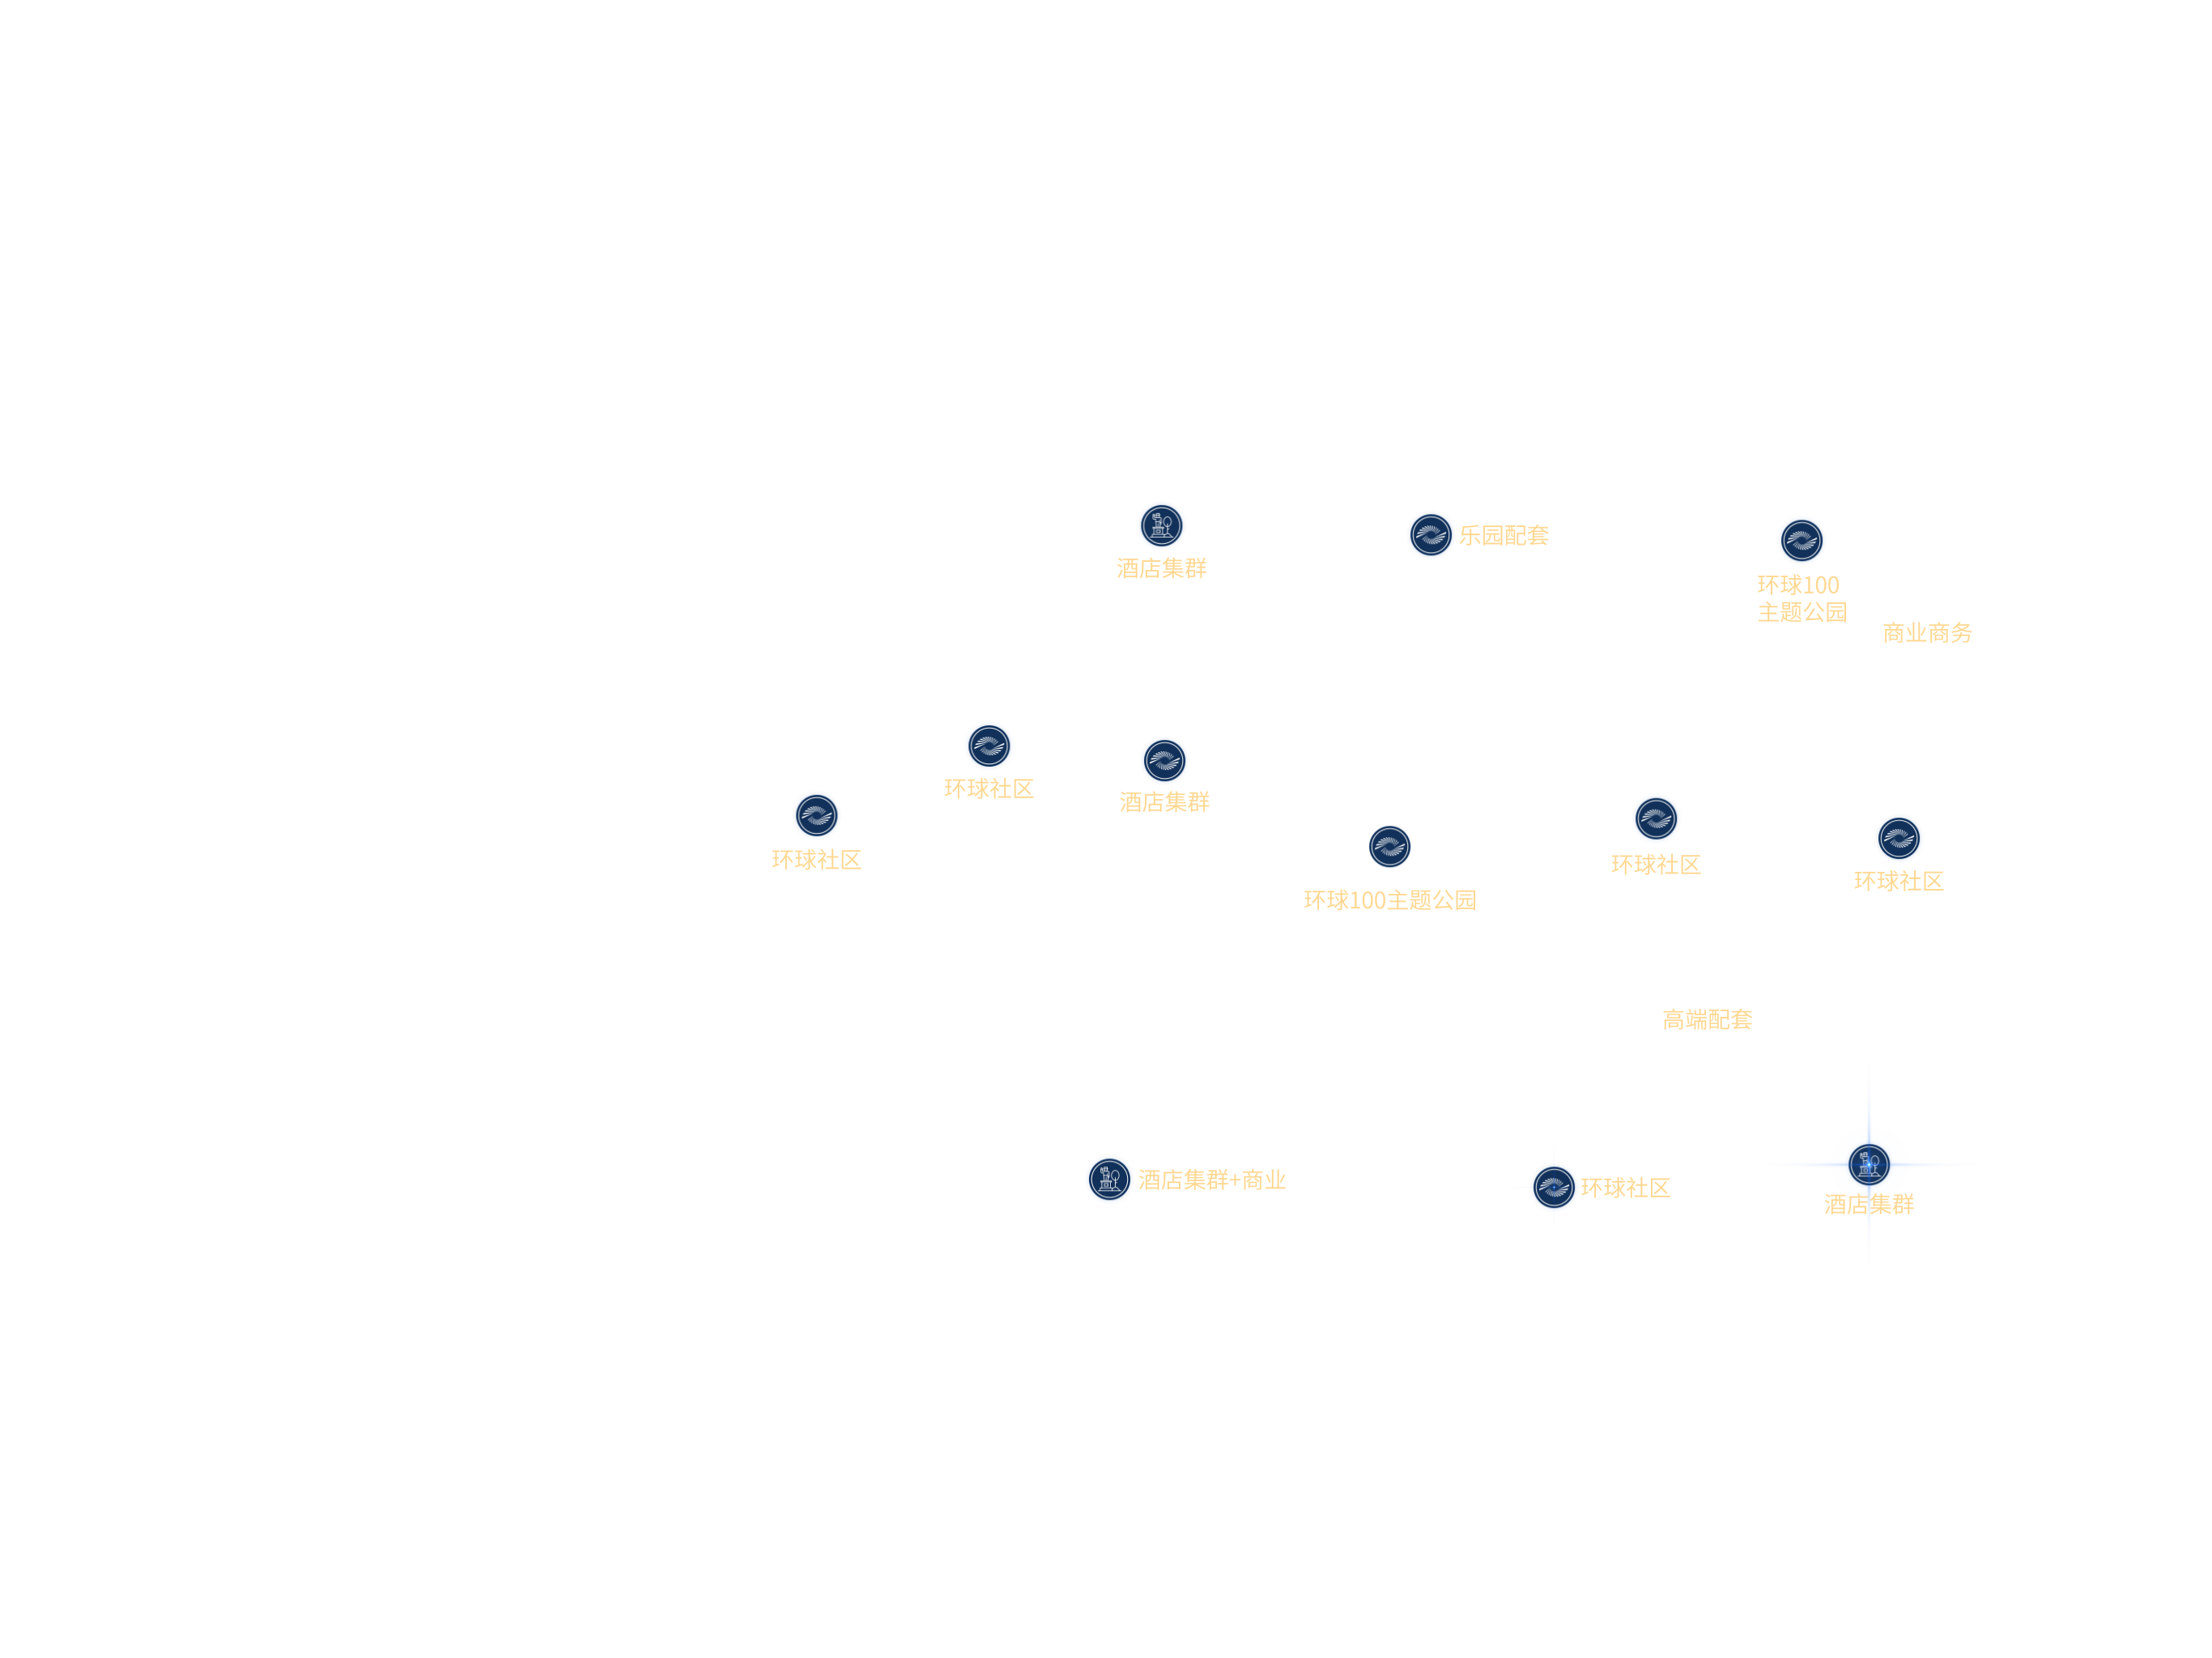 乐园配套
酒店集群
环球100
主题公园
商业商务
环球社区
酒店集群
环球社区
环球社区
环球社区
环球100主题公园
高端配套
酒店集群+商业
环球社区
酒店集群